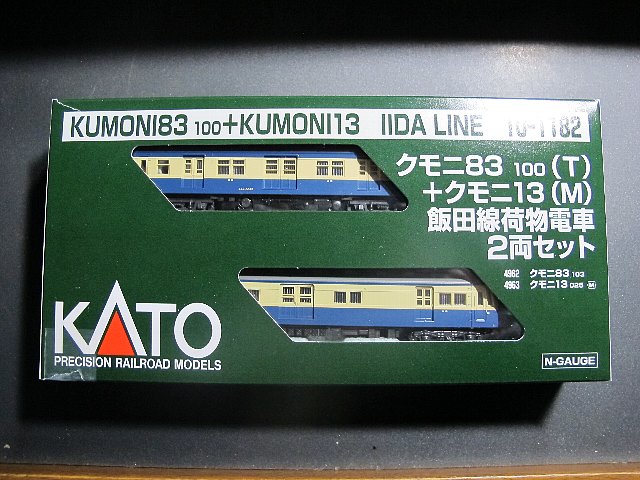 KUMONI83 100+KUMONI13 IIDA LINE 10-1182
クモニ83 100(T)
+クモニ13(M)
飯田線荷物電車
2両セット
4962 クモニ83 103
4963 クモニ13 025 M
KATO
PRECISION RAILROAD MODELS
N-GAUGE